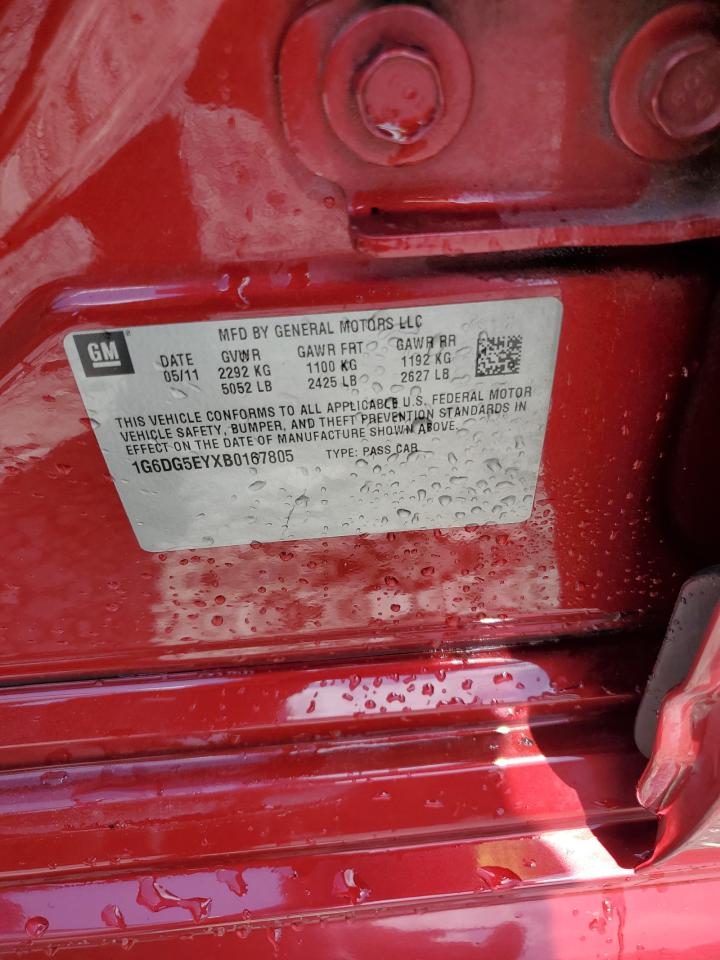 GM ®
MFD BY GENERAL MOTORS LLC
DATE GVWR GAWR FRT GAWR RR
05/11 2292 KG 1100 KG 1192 KG
5052 LB 2425 LB 2627 LB
THIS VEHICLE CONFORMS TO ALL APPLICABLE U.S. FEDERAL MOTOR
VEHICLE SAFETY, BUMPER, AND THEFT PREVENTION STANDARDS IN
EFFECT ON THE DATE OF MANUFACTURE SHOWN ABOVE.
1G6DG5EYXB0167805 TYPE: PASS CAR